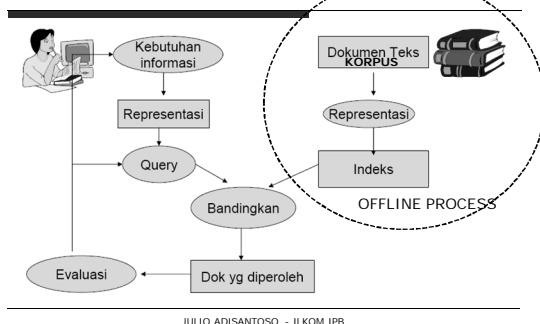 Kebutuhan
informasi
Dokumen Teks
KORPUS
Representasi
Representasi
Query
Indeks
Bandingkan
OFFLINE PROCESS
Evaluasi
Dok yg diperoleh
JULIO ADISANTOSO - ILKOM IPB